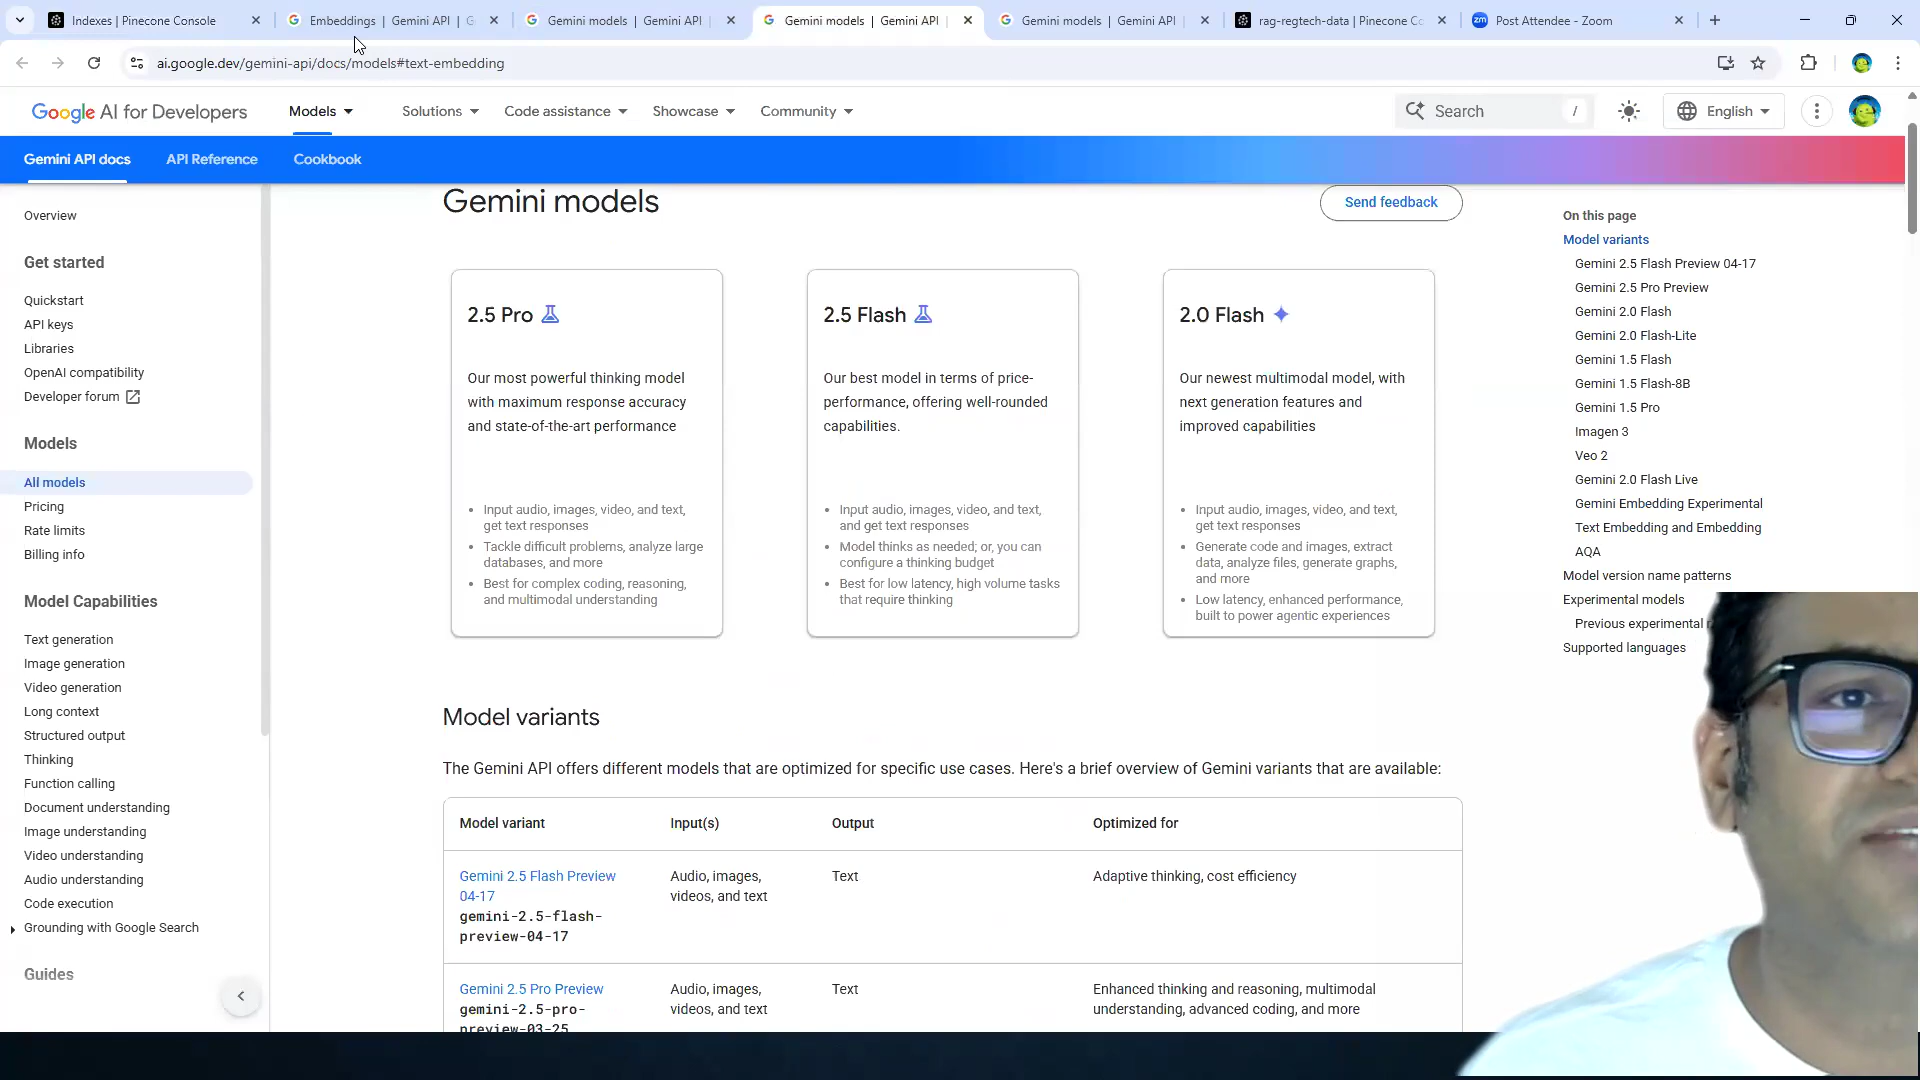 Indexes | Pinecone Console
Embeddings | Gemini API | G
Gemini models | Gemini API
Gemini models | Gemini API
Gemini models | Gemini API
rag-regtech-data | Pinecone Co
zm Post Attendee - Zoom
ai.google.dev/gemini-api/docs/models#text-embedding
Google AI for Developers
Models
Solutions
Code assistance
Showcase
Community
Search
/
English
Gemini API docs
API Reference
Cookbook
Overview
Get started
Quickstart
API keys
Libraries
OpenAI compatibility
Developer forum
Models
All models
Pricing
Rate limits
Billing info
Model Capabilities
Text generation
Image generation
Video generation
Long context
Structured output
Thinking
Function calling
Document understanding
Image understanding
Video understanding
Audio understanding
Code execution
Grounding with Google Search
Guides
Gemini models
Send feedback
2.5 Pro
Our most powerful thinking model
with maximum response accuracy
and state-of-the-art performance
• Input audio, images, video, and text,
get text responses
• Tackle difficult problems, analyze large
databases, and more
• Best for complex coding, reasoning,
and multimodal understanding
2.5 Flash
Our best model in terms of price-
performance, offering well-rounded
capabilities.
• Input audio, images, video, and text,
and get text responses
• Model thinks as needed; or, you can
configure a thinking budget
• Best for low latency, high volume tasks
that require thinking
2.0 Flash
Our newest multimodal model, with
next generation features and
improved capabilities
• Input audio, images, video, and text,
get text responses
• Generate code and images, extract
data, analyze files, generate graphs,
and more
• Low latency, enhanced performance,
built to power agentic experiences
Model variants
The Gemini API offers different models that are optimized for specific use cases. Here's a brief overview of Gemini variants that are available:
Model variant
Input(s)
Output
Optimized for
Gemini 2.5 Flash Preview
04-17
gemini-2.5-flash-
preview-04-17
Audio, images,
videos, and text
Text
Adaptive thinking, cost efficiency
Gemini 2.5 Pro Preview
gemini-2.5-pro-
preview-03-25
Audio, images,
videos, and text
Text
Enhanced thinking and reasoning, multimodal
understanding, advanced coding, and more
On this page
Model variants
Gemini 2.5 Flash Preview 04-17
Gemini 2.5 Pro Preview
Gemini 2.0 Flash
Gemini 2.0 Flash-Lite
Gemini 1.5 Flash
Gemini 1.5 Flash-8B
Gemini 1.5 Pro
Imagen 3
Veo 2
Gemini 2.0 Flash Live
Gemini Embedding Experimental
Text Embedding and Embedding
AQA
Model version name patterns
Experimental models
Previous experimental
Supported languages